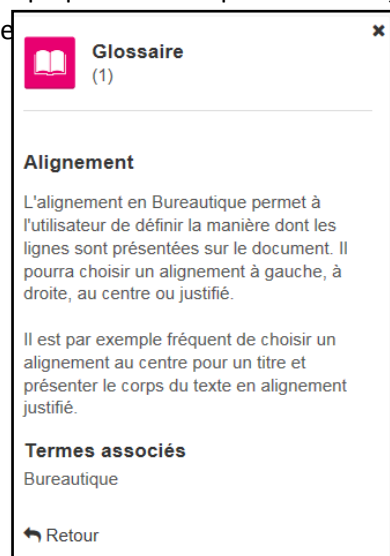 e
Glossaire
(1)
Alignement
L'alignement en Bureautique permet à
l'utilisateur de définir la manière dont les
lignes sont présentées sur le document. Il
pourra choisir un alignement à gauche, à
droite, au centre ou justifié.
Il est par exemple fréquent de choisir un
alignement au centre pour un titre et
présenter le corps du texte en alignement
justifié.
Termes associés
Bureautique
Retour